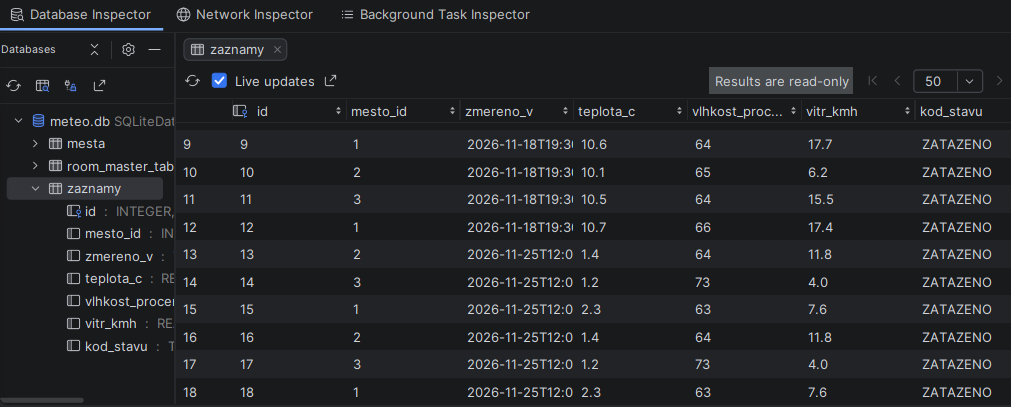 Database Inspector Network Inspector Background Task Inspector
Databases
zaznamy
Live updates Results are read-only 50
meteo.db SQLiteDat
mesta
room_master_tab
zaznamy
id : INTEGER,
mesto_id : IN
zmereno_v :
teplota_c : RE
vlhkost_procen
vitr_kmh : RE
kod_stavu : T
id mesto_id zmereno_v teplota_c vlhkost_proc... vitr_kmh kod_stavu
9 9 1 2026-11-18T19:30 10.6 64 17.7 ZATAZENO
10 10 2 2026-11-18T19:30 10.1 65 6.2 ZATAZENO
11 11 3 2026-11-18T19:30 10.5 64 15.5 ZATAZENO
12 12 1 2026-11-18T19:30 10.7 66 17.4 ZATAZENO
13 13 2 2026-11-25T12:0 1.4 64 11.8 ZATAZENO
14 14 3 2026-11-25T12:0 1.2 73 4.0 ZATAZENO
15 15 1 2026-11-25T12:0 2.3 63 7.6 ZATAZENO
16 16 2 2026-11-25T12:0 1.4 64 11.8 ZATAZENO
17 17 3 2026-11-25T12:0 1.2 73 4.0 ZATAZENO
18 18 1 2026-11-25T12:0 2.3 63 7.6 ZATAZENO